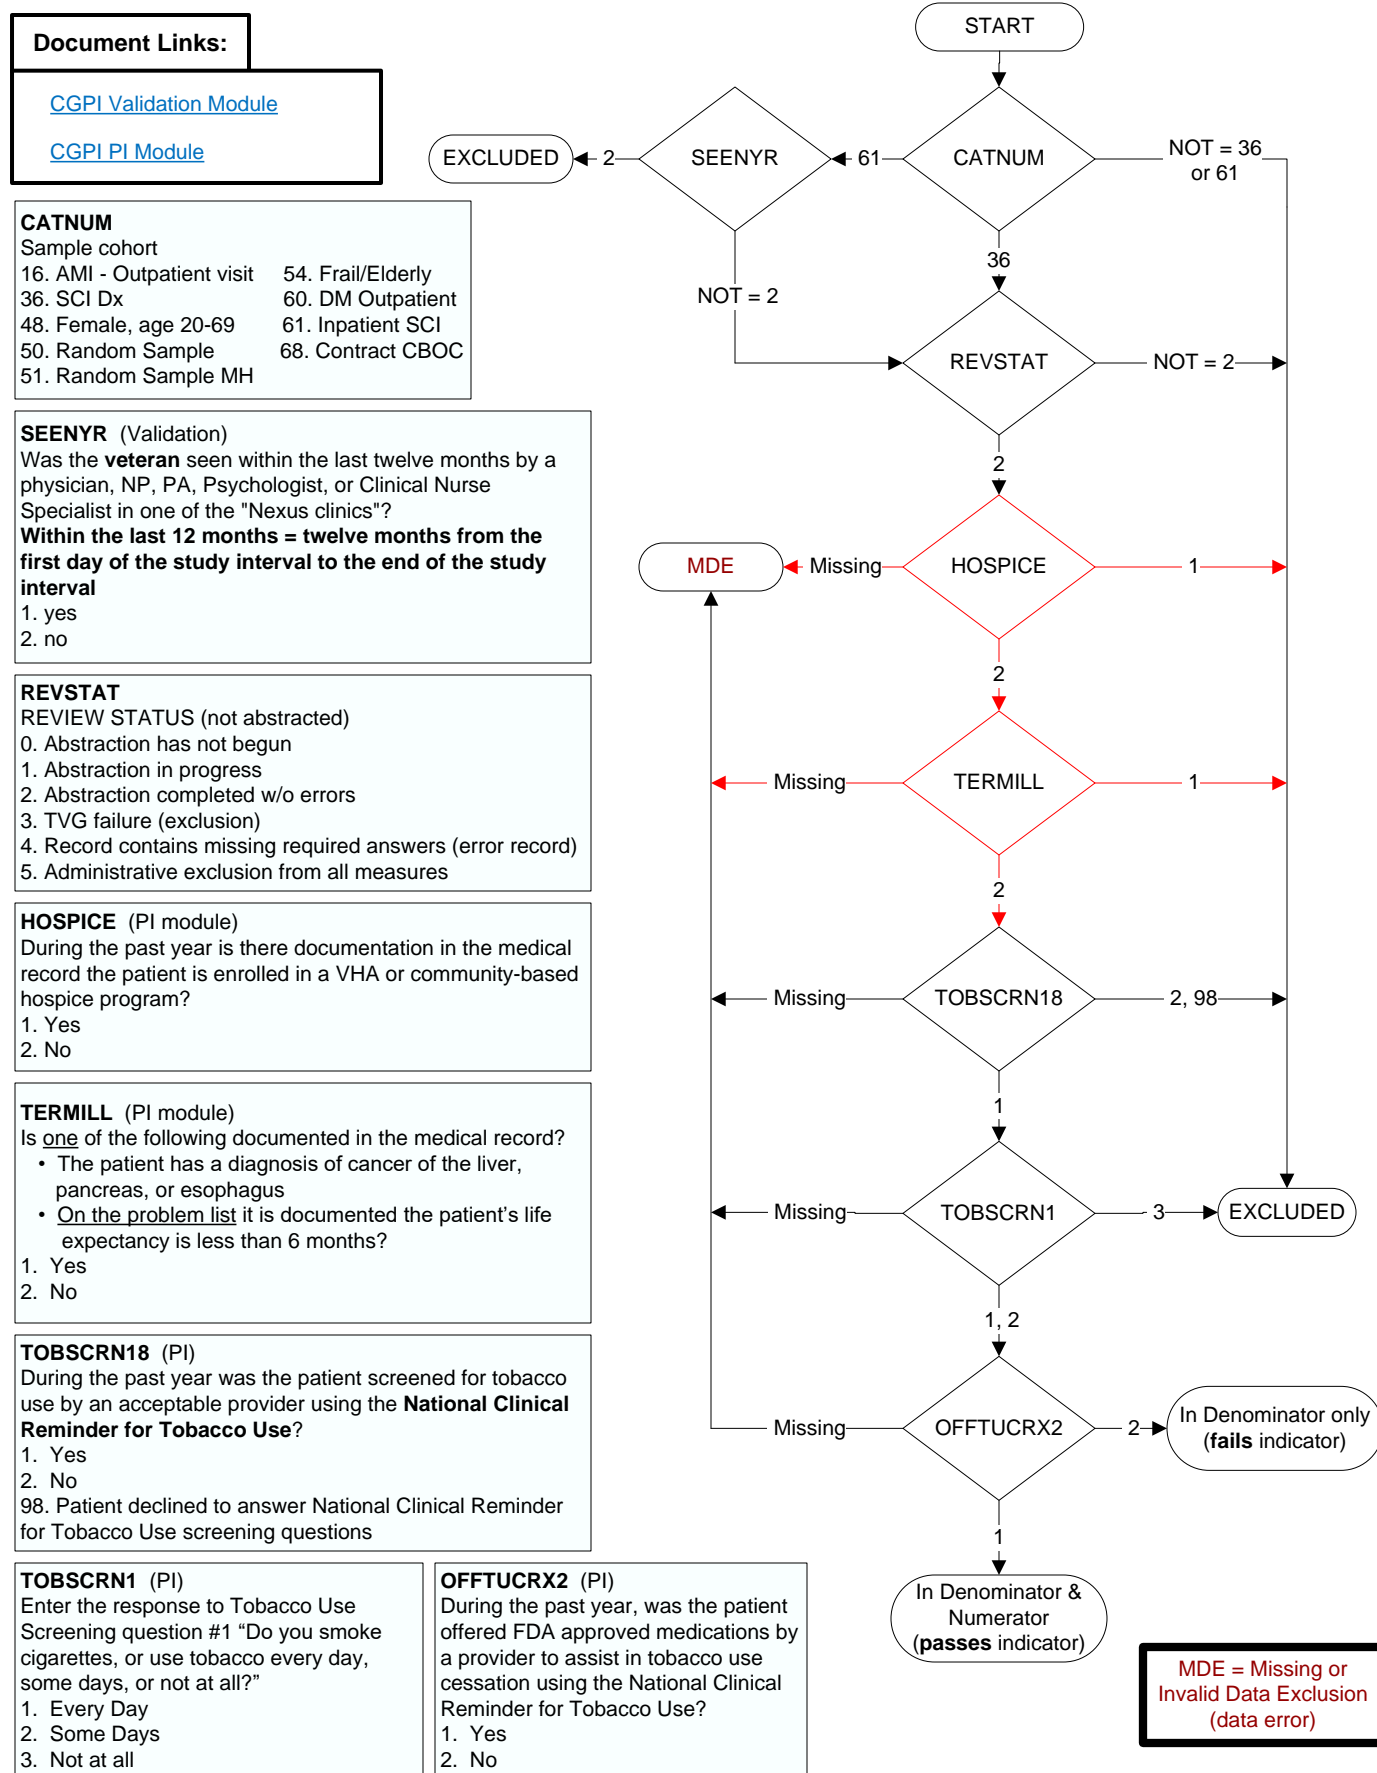 Document Links:
CGPI Validation Module
CGPI PI Module
START
CATNUM
SEENYR
EXCLUDED
2
61
NOT = 36
or 61
36
NOT = 2
REVSTAT
NOT = 2
2
HOSPICE
Missing
MDE
1
2
TERMILL
Missing
1
2
TOBSCRN18
Missing
2, 98
1
TOBSCRN1
Missing
3
EXCLUDED
1, 2
OFFTUCRX2
Missing
2
In Denominator only
(fails indicator)
1
In Denominator &
Numerator
(passes indicator)
MDE = Missing or
Invalid Data Exclusion
(data error)
CATNUM
Sample cohort
16. AMI - Outpatient visit 54. Frail/Elderly
36. SCI Dx 60. DM Outpatient
48. Female, age 20-69 61. Inpatient SCI
50. Random Sample 68. Contract CBOC
51. Random Sample MH
SEENYR (Validation)
Was the veteran seen within the last twelve months by a
physician, NP, PA, Psychologist, or Clinical Nurse
Specialist in one of the "Nexus clinics"?
Within the last 12 months = twelve months from the
first day of the study interval to the end of the study
interval
1. yes
2. no
REVSTAT
REVIEW STATUS (not abstracted)
0. Abstraction has not begun
1. Abstraction in progress
2. Abstraction completed w/o errors
3. TVG failure (exclusion)
4. Record contains missing required answers (error record)
5. Administrative exclusion from all measures
HOSPICE (PI module)
During the past year is there documentation in the medical
record the patient is enrolled in a VHA or community-based
hospice program?
1. Yes
2. No
TERMILL (PI module)
Is one of the following documented in the medical record?
• The patient has a diagnosis of cancer of the liver,
pancreas, or esophagus
• On the problem list it is documented the patient’s life
expectancy is less than 6 months?
1. Yes
2. No
TOBSCRN18 (PI)
During the past year was the patient screened for tobacco
use by an acceptable provider using the National Clinical
Reminder for Tobacco Use?
1. Yes
2. No
98. Patient declined to answer National Clinical Reminder
for Tobacco Use screening questions
TOBSCRN1 (PI)
Enter the response to Tobacco Use
Screening question #1 “Do you smoke
cigarettes, or use tobacco every day,
some days, or not at all?”
1. Every Day
2. Some Days
3. Not at all
OFFTUCRX2 (PI)
During the past year, was the patient
offered FDA approved medications by
a provider to assist in tobacco use
cessation using the National Clinical
Reminder for Tobacco Use?
1. Yes
2. No